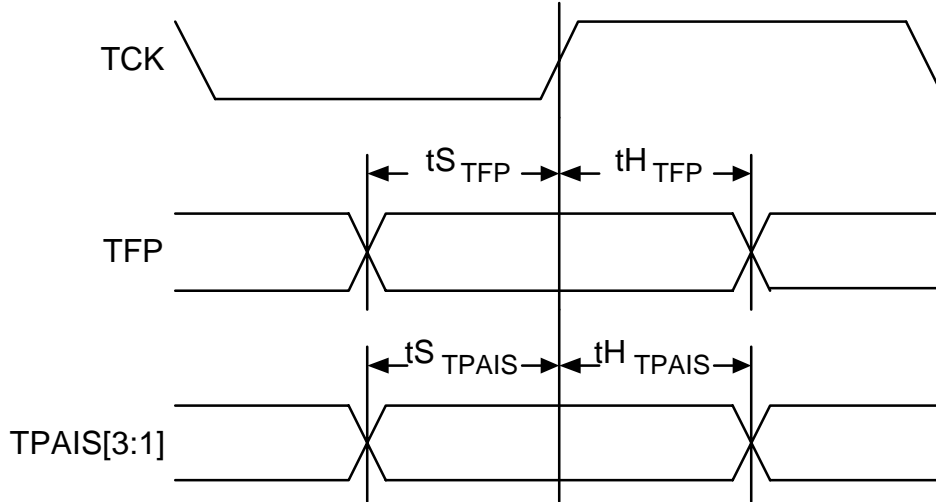 TCK
tS TFP
tH TFP
TFP
tS TPAIS
tH TPAIS
TPAIS[3:1]